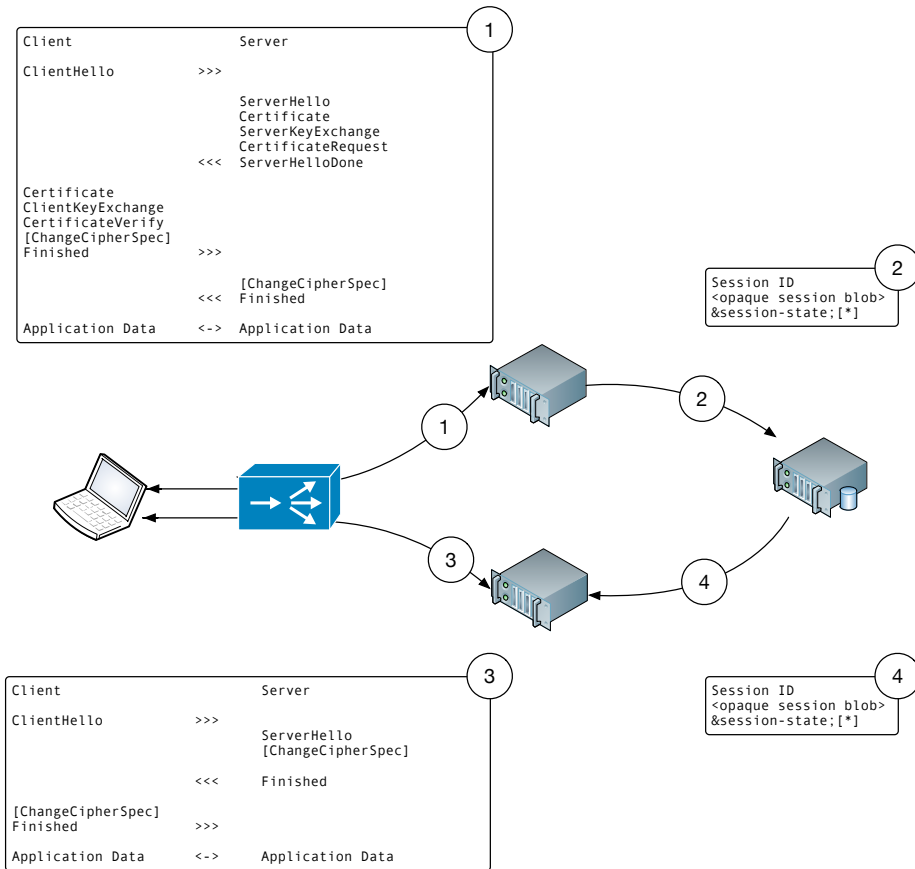 1
Client Server
ClientHello >>>
ServerHello
Certificate
ServerKeyExchange
CertificateRequest
<<< ServerHelloDone
Certificate
ClientKeyExchange
CertificateVerify
[ChangeCipherSpec]
Finished >>>
[ChangeCipherSpec]
<<< Finished
Application Data <-> Application Data
2
Session ID
<opaque session blob>
&session-state;[*]
1
2
3
4
3
Client Server
ClientHello >>>
ServerHello
[ChangeCipherSpec]
<<< Finished
[ChangeCipherSpec]
Finished >>>
Application Data <-> Application Data
4
Session ID
<opaque session blob>
&session-state;[*]